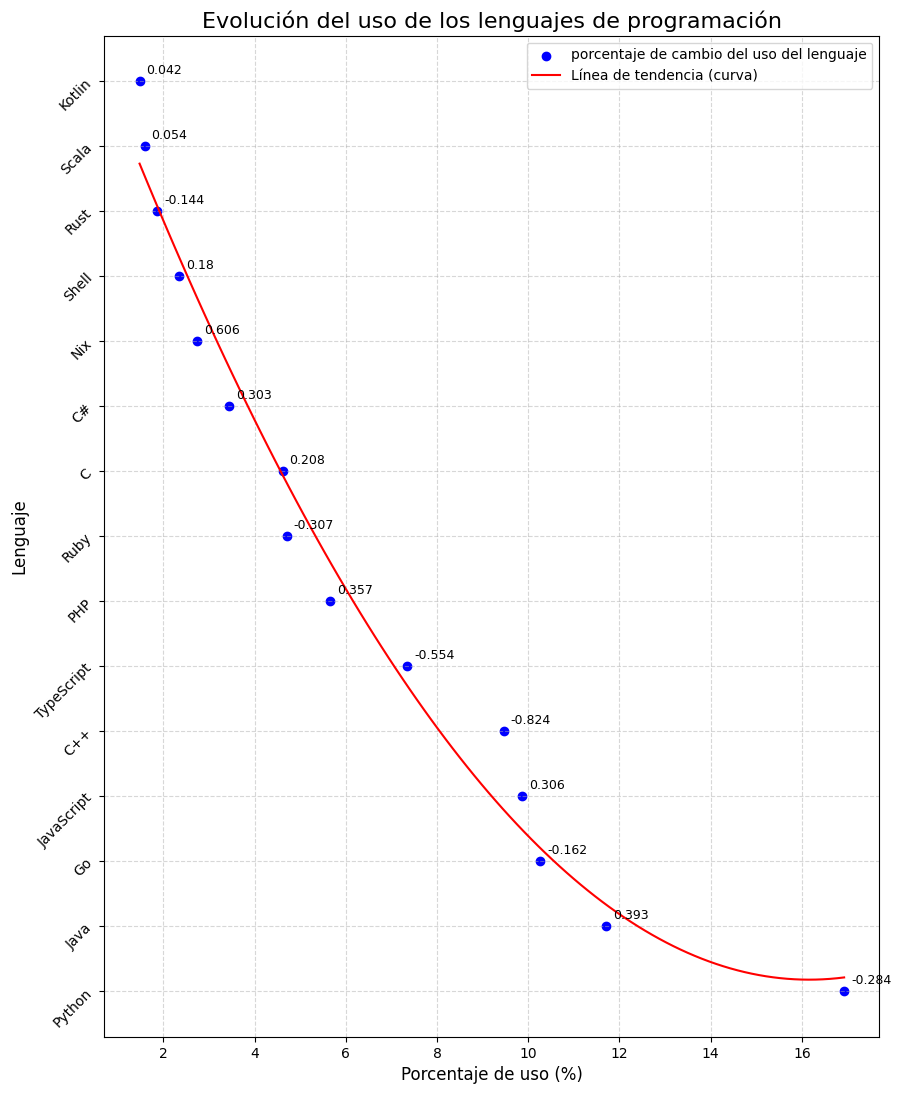 Evolución del uso de los lenguajes de programación
porcentaje de cambio del uso del lenguaje
Línea de tendencia (curva)
Kotlin
0.042
Scala
0.054
Rust
-0.144
Shell
0.18
Nix
0.606
C#
0.303
C
0.208
Ruby
-0.307
PHP
0.357
TypeScript
-0.554
C++
-0.824
JavaScript
0.306
Go
-0.162
Java
0.393
Python
-0.284
Lenguaje
2 4 6 8 10 12 14 16
Porcentaje de uso (%)